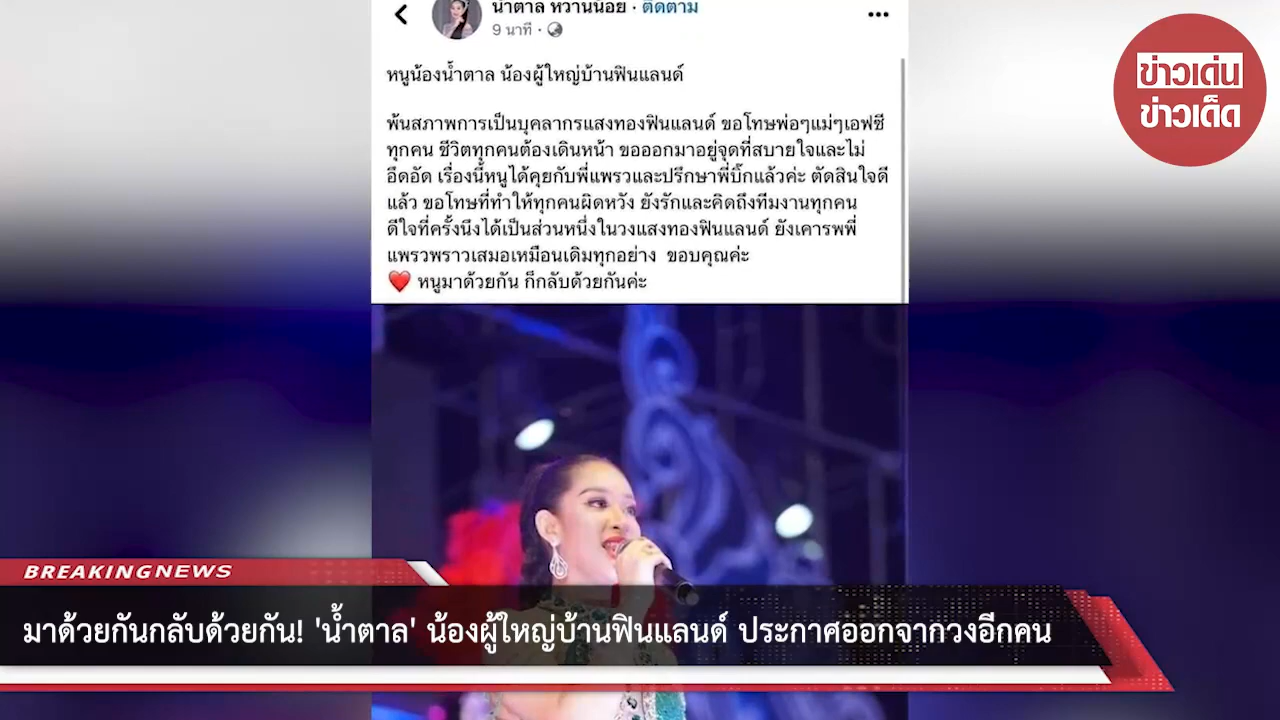 น้ำตาล หวานน้อย · ติดตาม
9 นาที ·
ข่าวเด่น
ข่าวเด็ด
หนูน้องน้ำตาล น้องผู้ใหญ่บ้านฟินแลนด์
พ้นสภาพการเป็นบุคลากรแสงทองฟินแลนด์ ขอโทษพ่อๆแม่ๆเอฟซี
ทุกคน ชีวิตทุกคนต้องเดินหน้า ขอออกมาอยู่จุดที่สบายใจและไม่
อึดอัด เรื่องนี้หนูได้คุยกับพี่แพรวและปรึกษาพี่บิ๊กแล้วค่ะ ตัดสินใจดี
แล้ว ขอโทษที่ทำให้ทุกคนผิดหวัง ยังรักและคิดถึงทีมงานทุกคน
ดีใจที่ครั้งนึงได้เป็นส่วนหนึ่งในวงแสงทองฟินแลนด์ ยังเคารพพี่
แพรวพราวเสมอเหมือนเดิมทุกอย่าง ขอบคุณค่ะ
❤️ หนูมาด้วยกัน ก็กลับด้วยกันค่ะ
BREAKING NEWS
มาด้วยกันกลับด้วยกัน! 'น้ำตาล' น้องผู้ใหญ่บ้านฟินแลนด์ ประกาศออกจากวงอีกคน